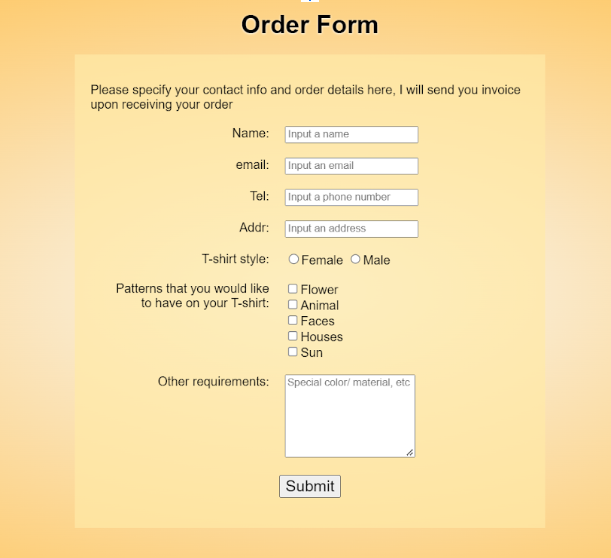 Order Form
Please specify your contact info and order details here, I will send you invoice
upon receiving your order
Name: Input a name
email: Input an email
Tel: Input a phone number
Addr: Input an address
T-shirt style: Female Male
Patterns that you would like
to have on your T-shirt:
Flower
Animal
Faces
Houses
Sun
Other requirements: Special color/ material, etc
Submit